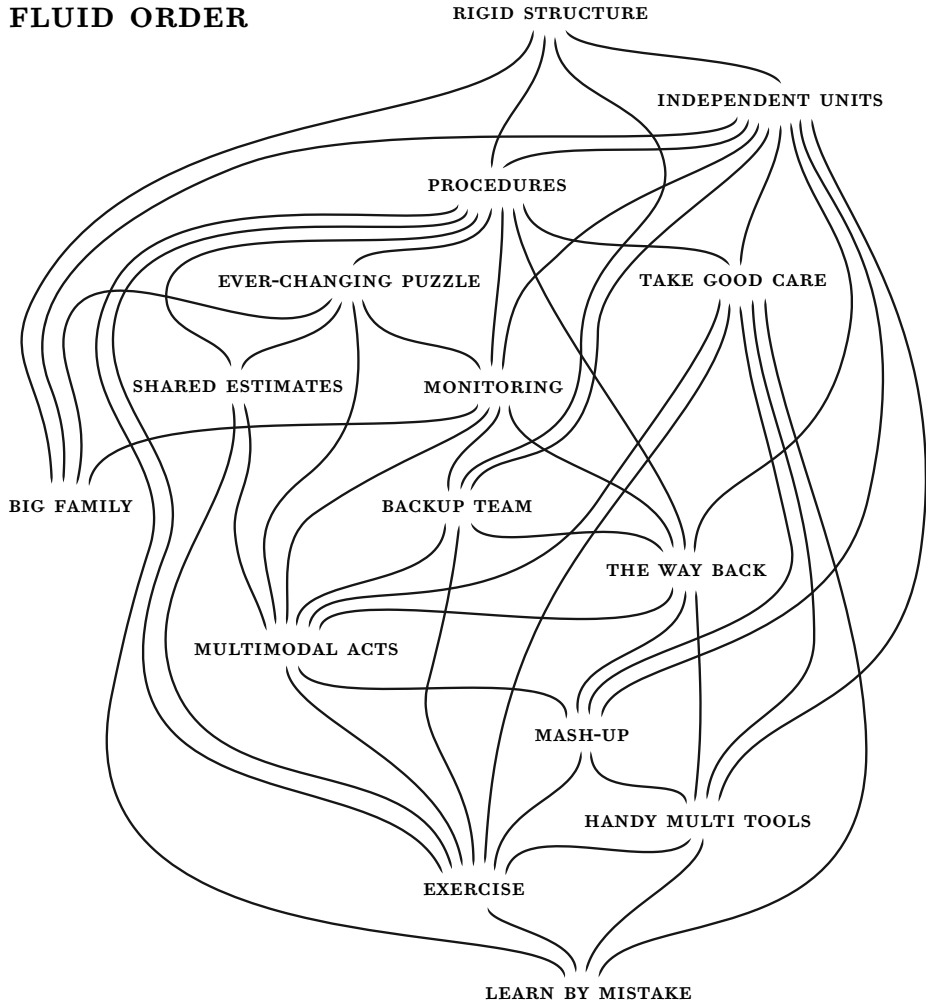 FLUID ORDER
RIGID STRUCTURE
INDEPENDENT UNITS
PROCEDURES
EVER-CHANGING PUZZLE
TAKE GOOD CARE
SHARED ESTIMATES
MONITORING
BIG FAMILY
BACKUP TEAM
THE WAY BACK
MULTIMODAL ACTS
MASH-UP
HANDY MULTI TOOLS
EXERCISE
LEARN BY MISTAKE